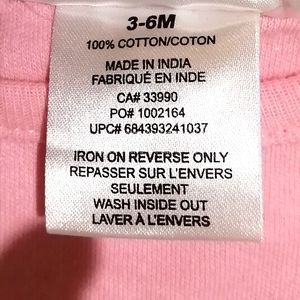 3-6M
100% COTTON/COTON
MADE IN INDIA
FABRIQUÉ EN INDE
CA# 33990
PO# 1002164
UPC# 684393241037
IRON ON REVERSE ONLY
REPASSER SUR L'ENVERS
SEULEMENT
WASH INSIDE OUT
LAVER À L'ENVERS